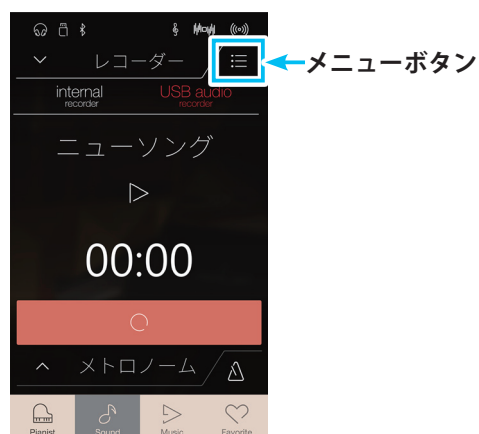 レコーダー
メニューボタン
internal
recorder
USB audio
recorder
ニューソング
00:00
メトロノーム
Pianist
Sound
Music
Favorite